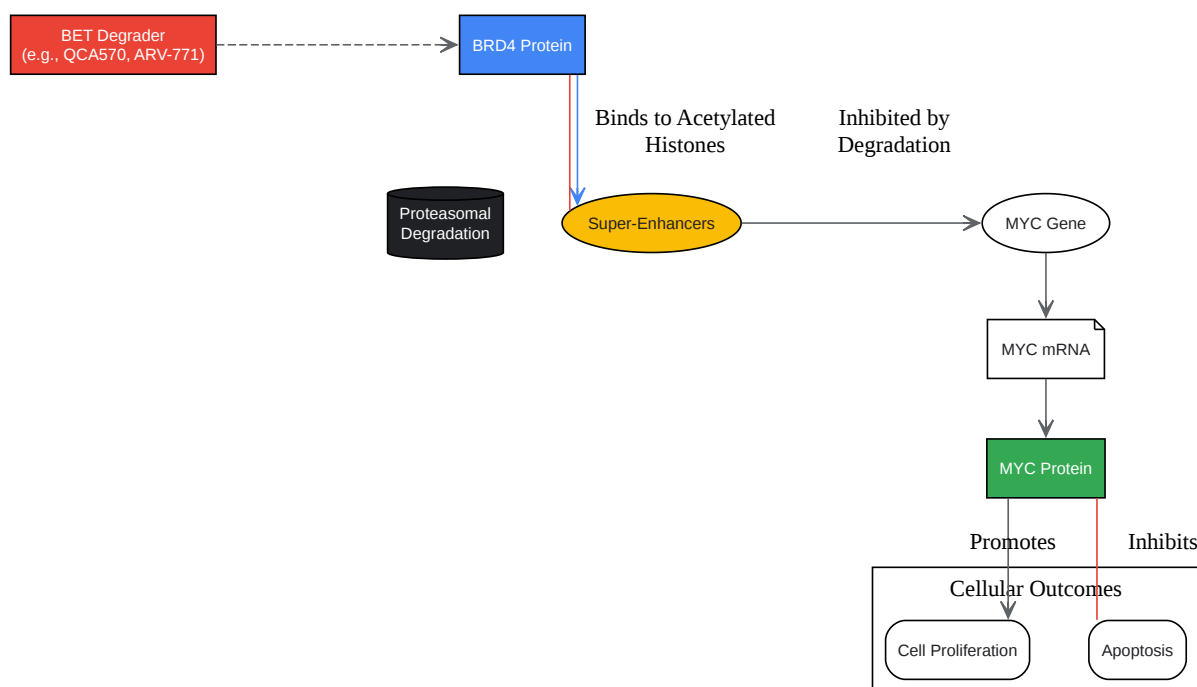 BET Degrader
(e.g., QCA570, ARV-771)
BRD4 Protein
Binds to Acetylated
Histones
Inhibited by
Degradation
Proteasomal
Degradation
Super-Enhancers
MYC Gene
MYC mRNA
MYC Protein
Promotes
Inhibits
Cellular Outcomes
Cell Proliferation
Apoptosis